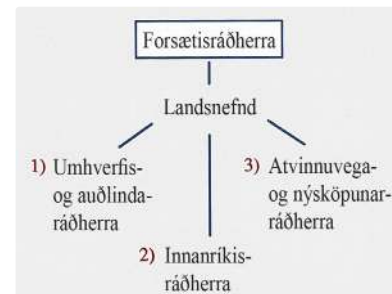 Forsætisráðherra
Landsnefnd
1) Umhverfis-
og auðlinda-
ráðherra
2) Innanríkis-
ráðherra
3) Atvinnuvega-
og nýsköpunar-
ráðherra